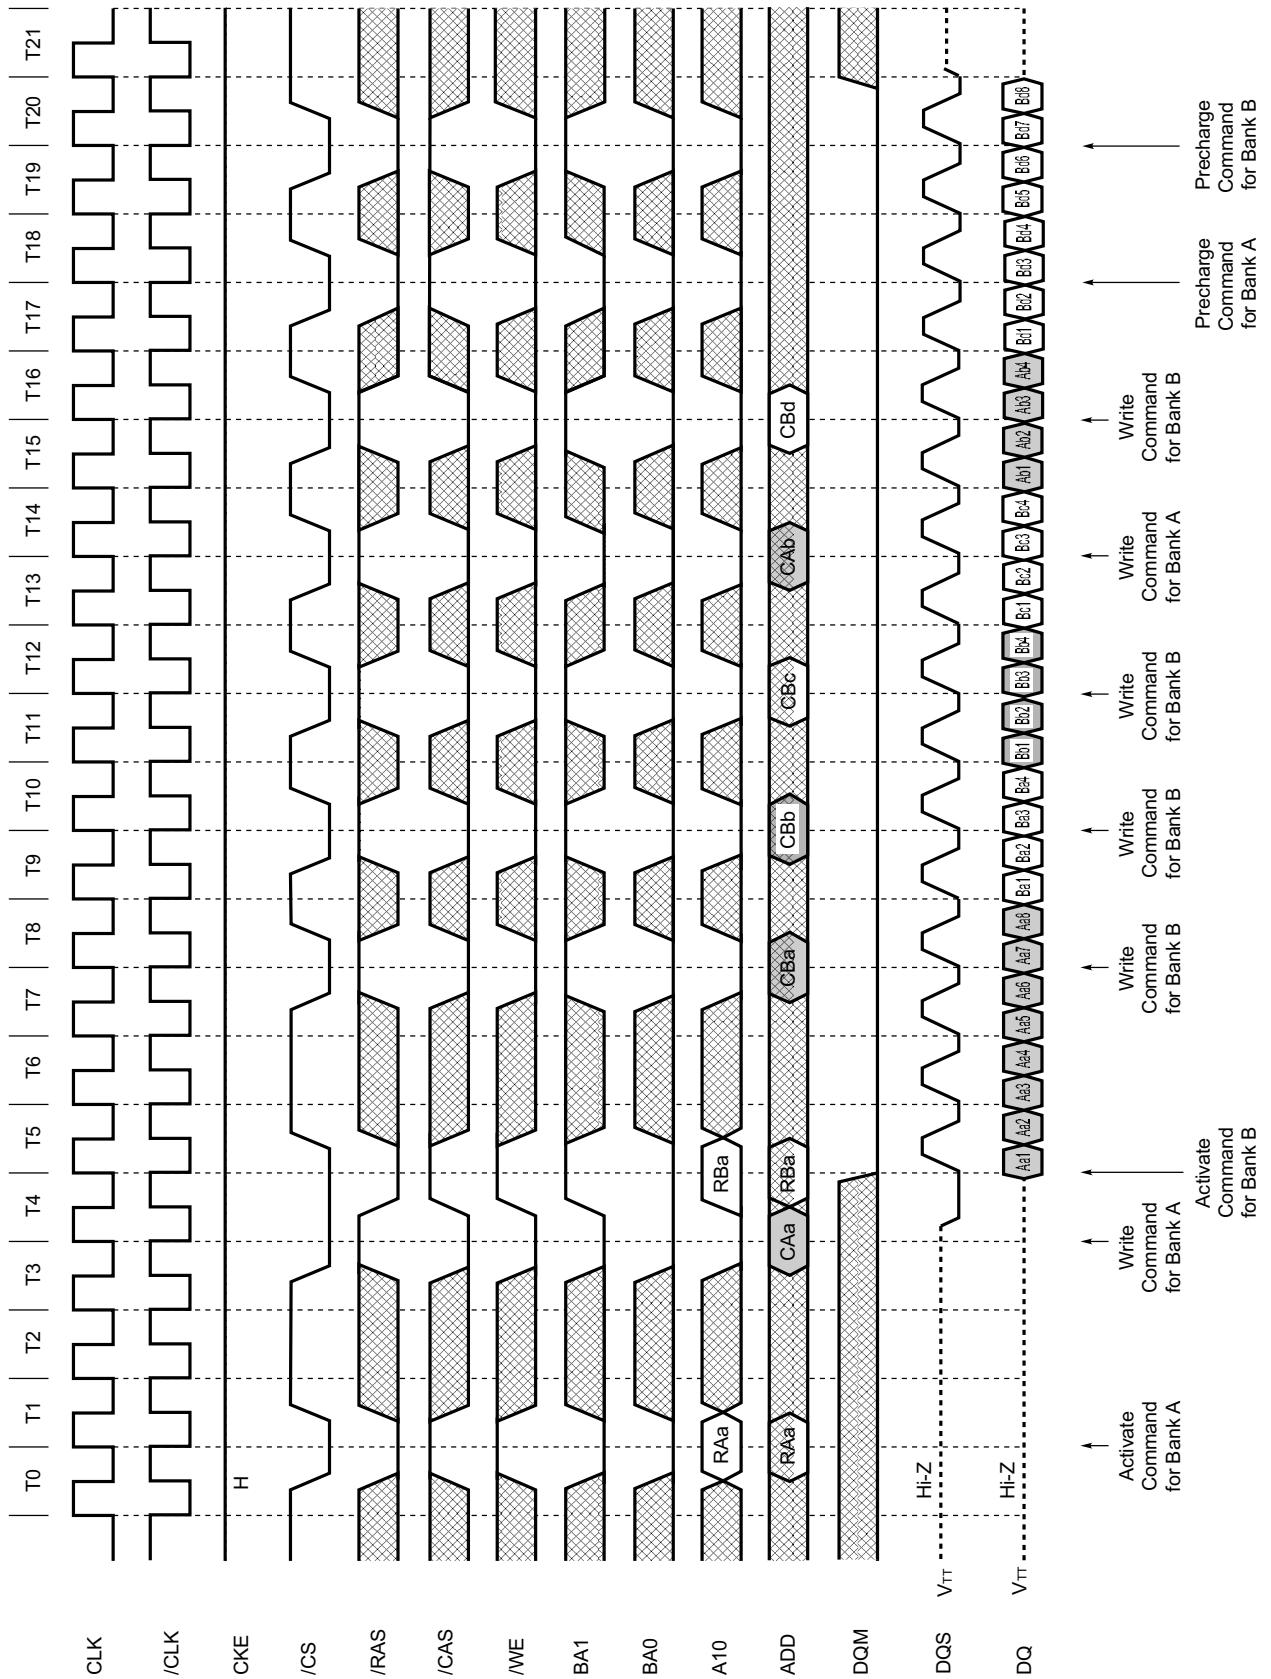 T0 T1 T2 T3 T4 T5 T6 T7 T8 T9 T10 T11 T12 T13 T14 T15 T16 T17 T18 T19 T20 T21
CLK
/CLK
CKE H
/CS
/RAS
/CAS
/WE
BA1
BA0
A10 RAa RBa
ADD RAa CAa RBa CBa CBb CBc CAb CBd
DQM
DQS VTT Hi-Z
DQ VTT Hi-Z Aa1 Aa2 Aa3 Aa4 Aa5 Aa6 Aa7 Aa8 Ba1 Ba2 Ba3 Ba4 Bb1 Bb2 Bb3 Bb4 Bc1 Bc2 Bc3 Bc4 Ab1 Ab2 Ab3 Ab4 Bd1 Bd2 Bd3 Bd4 Bd5 Bd6 Bd7 Bd8
Activate
Command
for Bank A
Write
Command
for Bank A
Activate
Command
for Bank B
Write
Command
for Bank B
Write
Command
for Bank B
Write
Command
for Bank B
Write
Command
for Bank A
Write
Command
for Bank B
Precharge
Command
for Bank A
Precharge
Command
for Bank B